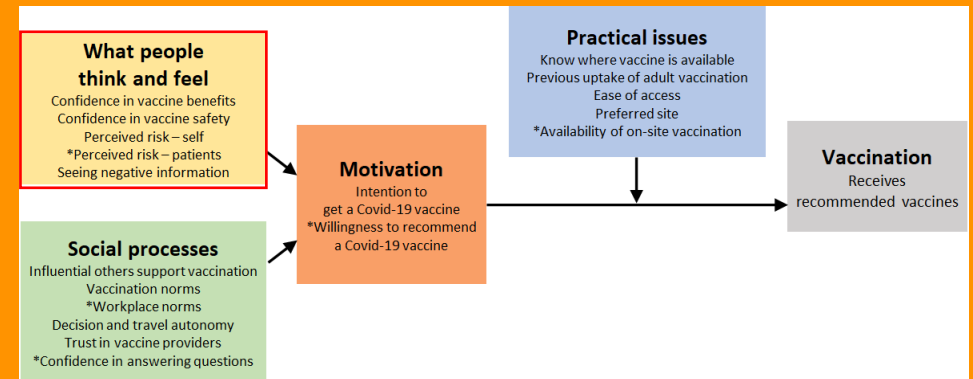 What people
think and feel
Confidence in vaccine benefits
Confidence in vaccine safety
Perceived risk – self
*Perceived risk – patients
Seeing negative information
Social processes
Influential others support vaccination
Vaccination norms
*Workplace norms
Decision and travel autonomy
Trust in vaccine providers
*Confidence in answering questions
Motivation
Intention to
get a Covid-19 vaccine
*Willingness to recommend
a Covid-19 vaccine
Practical issues
Know where vaccine is available
Previous uptake of adult vaccination
Ease of access
Preferred site
*Availability of on-site vaccination
Vaccination
Receives
recommended vaccines